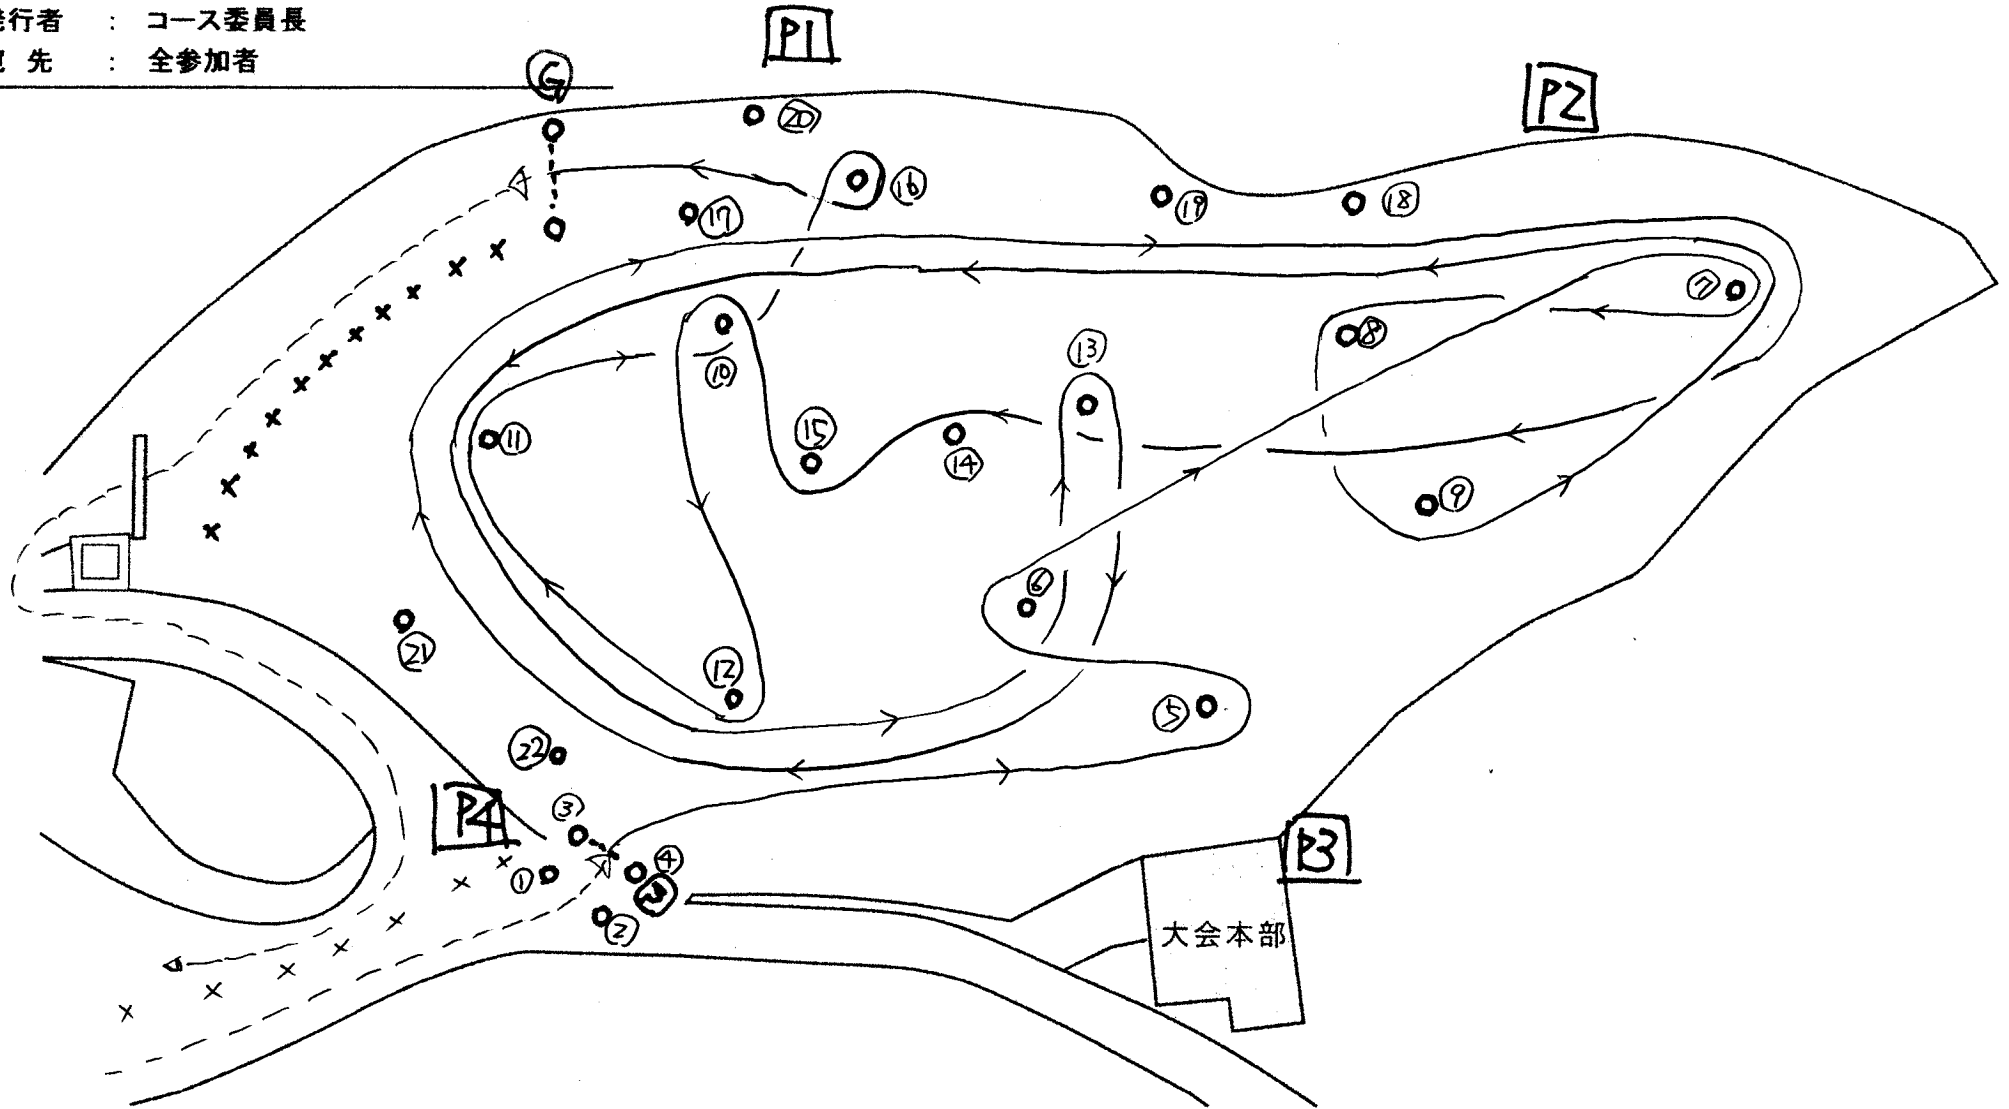 行者 : コース委員長
先 : 全参加者
P1
G
P2
⑳
⑯
⑰
⑲
⑱
⑦
⑧
⑩
⑬
⑪
⑮
⑭
⑨
⑥
㉑
⑫
⑤
㉒
P4
③
④
P3
①
②
大会本部